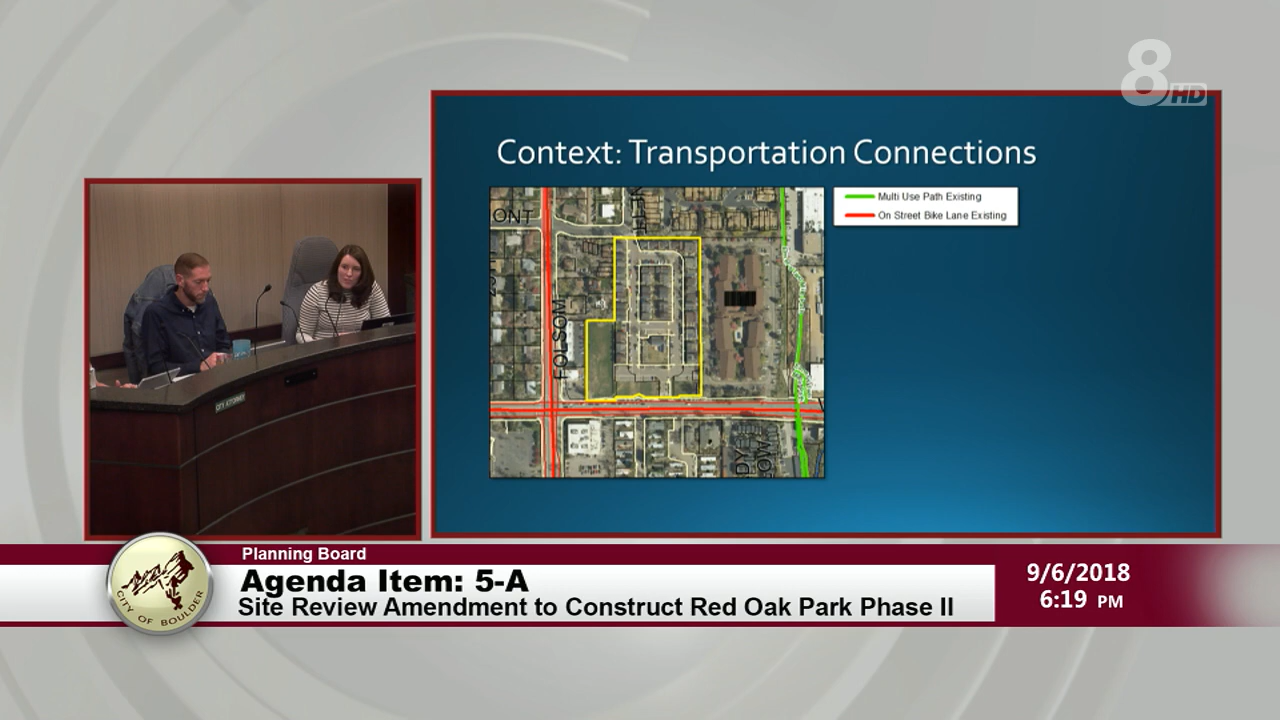 8
HD
Context: Transportation Connections
Multi Use Path Existing
On Street Bike Lane Existing
ONT
FOLSOM
CITY ATTORNEY
Planning Board
Agenda Item: 5-A
Site Review Amendment to Construct Red Oak Park Phase II
CITY OF BOULDER
9/6/2018
6:19 PM